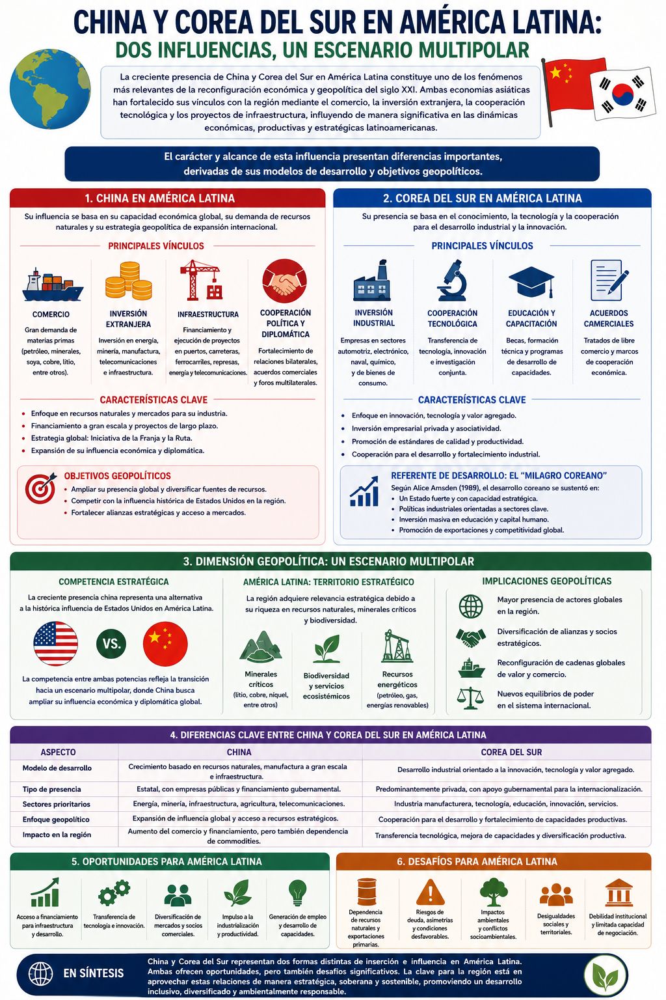 CHINA Y COREA DEL SUR EN AMÉRICA LATINA:
DOS INFLUENCIAS, UN ESCENARIO MULTIPOLAR
La creciente presencia de China y Corea del Sur en América Latina constituye uno de los fenómenos
más relevantes de la reconfiguración económica y geopolítica del siglo XXI. Ambas economías asiáticas
han fortalecido sus vínculos con la región mediante el comercio, la inversión extranjera, la cooperación
tecnológica y los proyectos de infraestructura, influyendo de manera significativa en las dinámicas
económicas, productivas y estratégicas latinoamericanas.
El carácter y alcance de esta influencia presentan diferencias importantes,
derivadas de sus modelos de desarrollo y objetivos geopolíticos.
1. CHINA EN AMÉRICA LATINA
Su influencia se basa en su capacidad económica global, su demanda de recursos
naturales y su estrategia geopolítica de expansión internacional.
PRINCIPALES VÍNCULOS
COMERCIO
Gran demanda de
materias primas
(petróleo, minerales,
soya, cobre, litio,
entre otros).
INVERSIÓN
EXTRANJERA
Inversión en energía,
minería, manufactura,
telecomunicaciones
e infraestructura.
INFRAESTRUCTURA
Financiamiento y
ejecución de proyectos
en puertos, carreteras,
ferrocarriles, represas,
energía y telecomunicaciones.
COOPERACIÓN
POLÍTICA Y
DIPLOMÁTICA
Fortalecimiento de
relaciones bilaterales,
acuerdos comerciales
y foros multilaterales.
CARACTERÍSTICAS CLAVE
• Enfoque en recursos naturales y mercados para su industria.
• Financiamiento a gran escala y proyectos de largo plazo.
• Estrategia global: Iniciativa de la Franja y la Ruta.
• Expansión de su influencia económica y diplomática.
OBJETIVOS GEOPOLÍTICOS
• Ampliar su presencia global y diversificar fuentes de recursos.
• Competir con la influencia histórica de Estados Unidos en la región.
• Fortalecer alianzas estratégicas y acceso a mercados.
2. COREA DEL SUR EN AMÉRICA LATINA
Su presencia se basa en el conocimiento, la tecnología y la cooperación
para el desarrollo industrial y la innovación.
PRINCIPALES VÍNCULOS
INVERSIÓN
INDUSTRIAL
Empresas en sectores
automotriz, electrónico,
naval, químico,
y de bienes de
consumo.
COOPERACIÓN
TECNOLÓGICA
Transferencia de
tecnología, innovación
e investigación
conjunta.
EDUCACIÓN Y
CAPACITACIÓN
Becas, formación
técnica y programas
de desarrollo de
capacidades.
ACUERDOS
CAMERCIALES
Tratados de libre
comercio y marcos
de cooperación
económica.
CARACTERÍSTICAS CLAVE
• Enfoque en innovación, tecnología y valor agregado.
• Inversión empresarial privada y asociatividad.
• Promoción de estándares de calidad y productividad.
• Cooperación para el desarrollo y fortalecimiento industrial.
REFERENTE DE DESARROLLO: EL “MILAGRO COREANO”
Según Alice Amsden (1989), el desarrollo coreano se sustentó en:
• Un Estado fuerte y con capacidad estratégica.
• Políticas industriales orientadas a sectores clave.
• Inversión masiva en educación y capital humano.
• Promoción de exportaciones y competitividad global.
3. DIMENSIÓN GEOPOLÍTICA: UN ESCENARIO MULTIPOLAR
COMPETENCIA ESTRATÉGICA
La creciente presencia china representa una alternativa
a la histórica influencia de Estados Unidos en América Latina.
VS.
La competencia entre ambas potencias refleja la transición
hacia un escenario multipolar, donde China busca
ampliar su influencia económica y diplomática global.
AMÉRICA LATINA: TERRITORIO ESTRATÉGICO
La región adquiere relevancia estratégica debido a
su riqueza en recursos naturales, minerales críticos
y biodiversidad.
Minerales
críticos
(litio, cobre, níquel,
entre otros)
Biodiversidad
y servicios
ecosistémicos
Recursos
energéticos
(petróleo, gas,
energías renovables)
IMPLICACIONES GEOPOLÍTICAS
Mayor presencia de actores globales
en la región.
Diversificación de alianzas y socios
estratégicos.
Reconfiguración de cadenas globales
de valor y comercio.
Nuevos equilibrios de poder
en el sistema internacional.
4. DIFERENCIAS CLAVE ENTRE CHINA Y COREA DEL SUR EN AMÉRICA LATINA
ASPECTO CHINA COREA DEL SUR
Modelo de desarrollo
Crecimiento basado en recursos naturales, manufactura a gran escala
e infraestructura.
Desarrollo industrial orientado a la innovación, tecnología y valor agregado.
Tipo de presencia
Estatal, con empresas públicas y financiamiento gubernamental.
Predominantemente privada, con apoyo gubernamental para la internacionalización.
Sectores prioritarios
Energía, minería, infraestructura, agricultura, telecomunicaciones.
Industria manufacturera, tecnología, educación, innovación, servicios.
Enfoque geopolítico
Expansión de influencia global y acceso a recursos estratégicos.
Cooperación para el desarrollo y fortalecimiento de capacidades productivas.
Impacto en la región
Aumento del comercio y financiamiento, pero también dependencia
de commodities.
Transferencia tecnológica, mejora de capacidades y diversificación productiva.
5. OPORTUNIDADES PARA AMÉRICA LATINA
Acceso a financiamiento
para infraestructura
y desarrollo.
Transferencia de
tecnología e innovación.
Diversificación de
mercados y socios
comerciales.
Impulso a la
industrialización
y productividad.
Generación de empleo
y desarrollo de
capacidades.
6. DESAFÍOS PARA AMÉRICA LATINA
Dependencia
de recursos
naturales y
exportaciones
primarias.
Riesgos de
deuda, asimetrías
y condiciones
desfavorables.
Impactos
ambientales
y conflictos
socioambientales.
Desigualdades
sociales y
territoriales.
Debilidad institucional
y limitada capacidad
de negociación.
EN SÍNTESIS
China y Corea del Sur representan dos formas distintas de inserción e influencia en América Latina.
Ambas ofrecen oportunidades, pero también desafíos significativos. La clave para la región está en
aprovechar estas relaciones de manera estratégica, soberana y sostenible, promoviendo un desarrollo
inclusivo, diversificado y ambientalmente responsable.